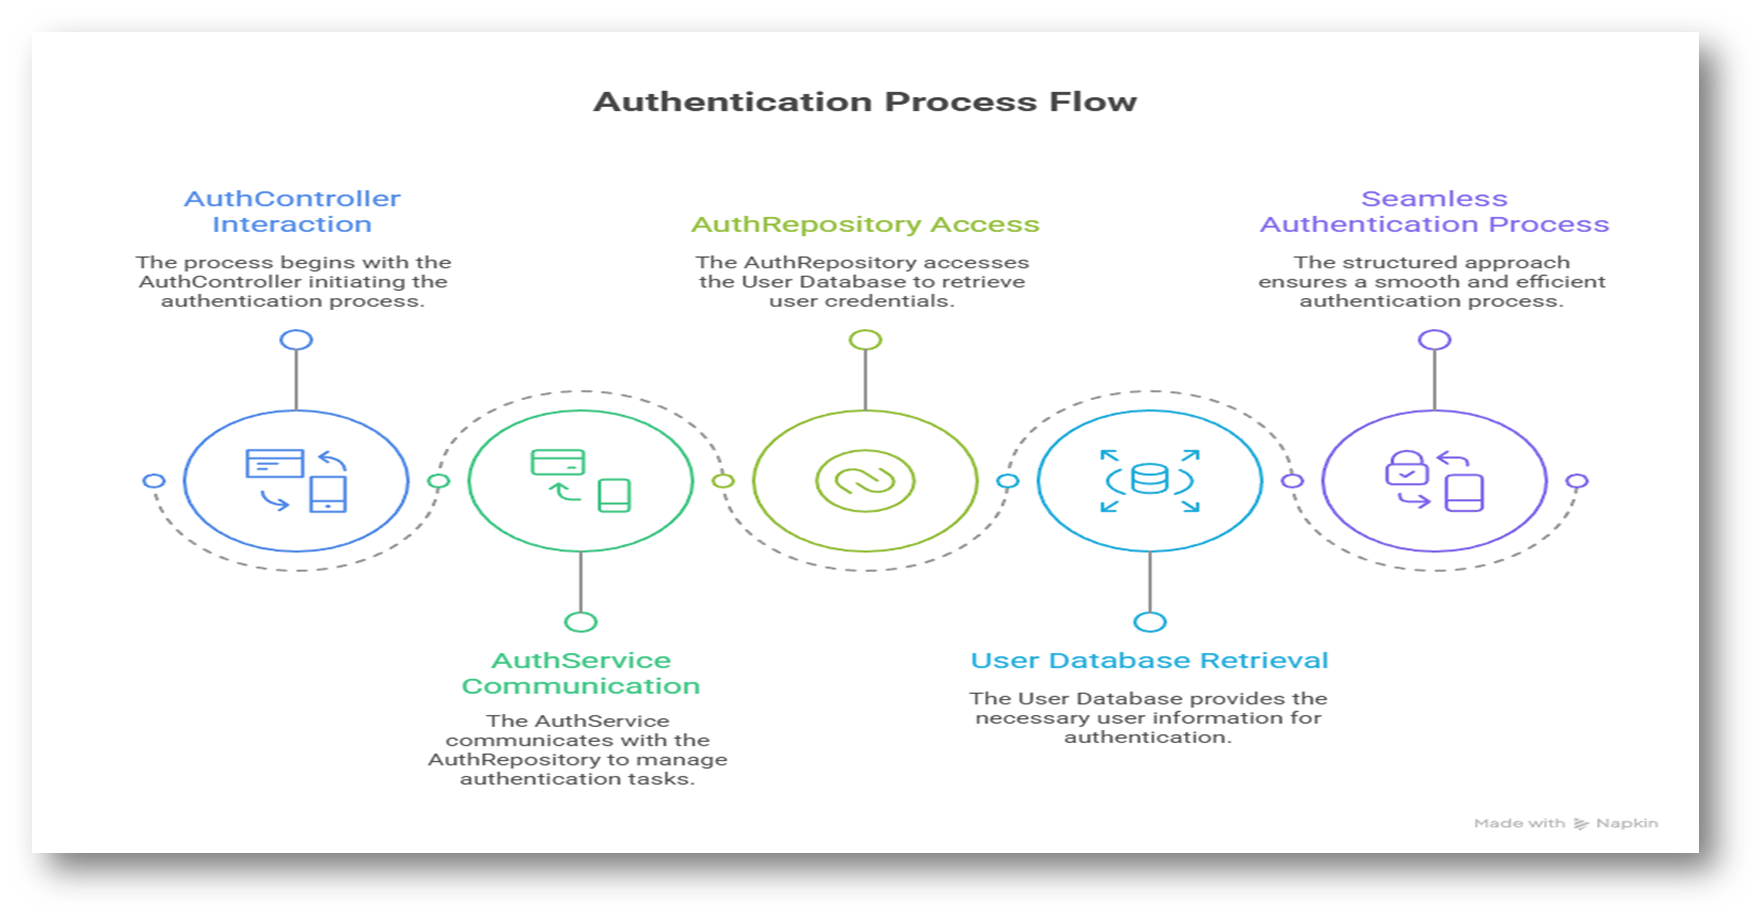 Authentication Process Flow
AuthController
Interaction
The process begins with the
AuthController initiating the
authentication process.
AuthRepository Access
The AuthRepository accesses
the User Database to retrieve
user credentials.
Seamless
Authentication Process
The structured approach
ensures a smooth and efficient
authentication process.
AuthService
Communication
The AuthService
communicates with the
AuthRepository to manage
authentication tasks.
User Database Retrieval
The User Database provides the
necessary user information for
authentication.
Made with Napkin